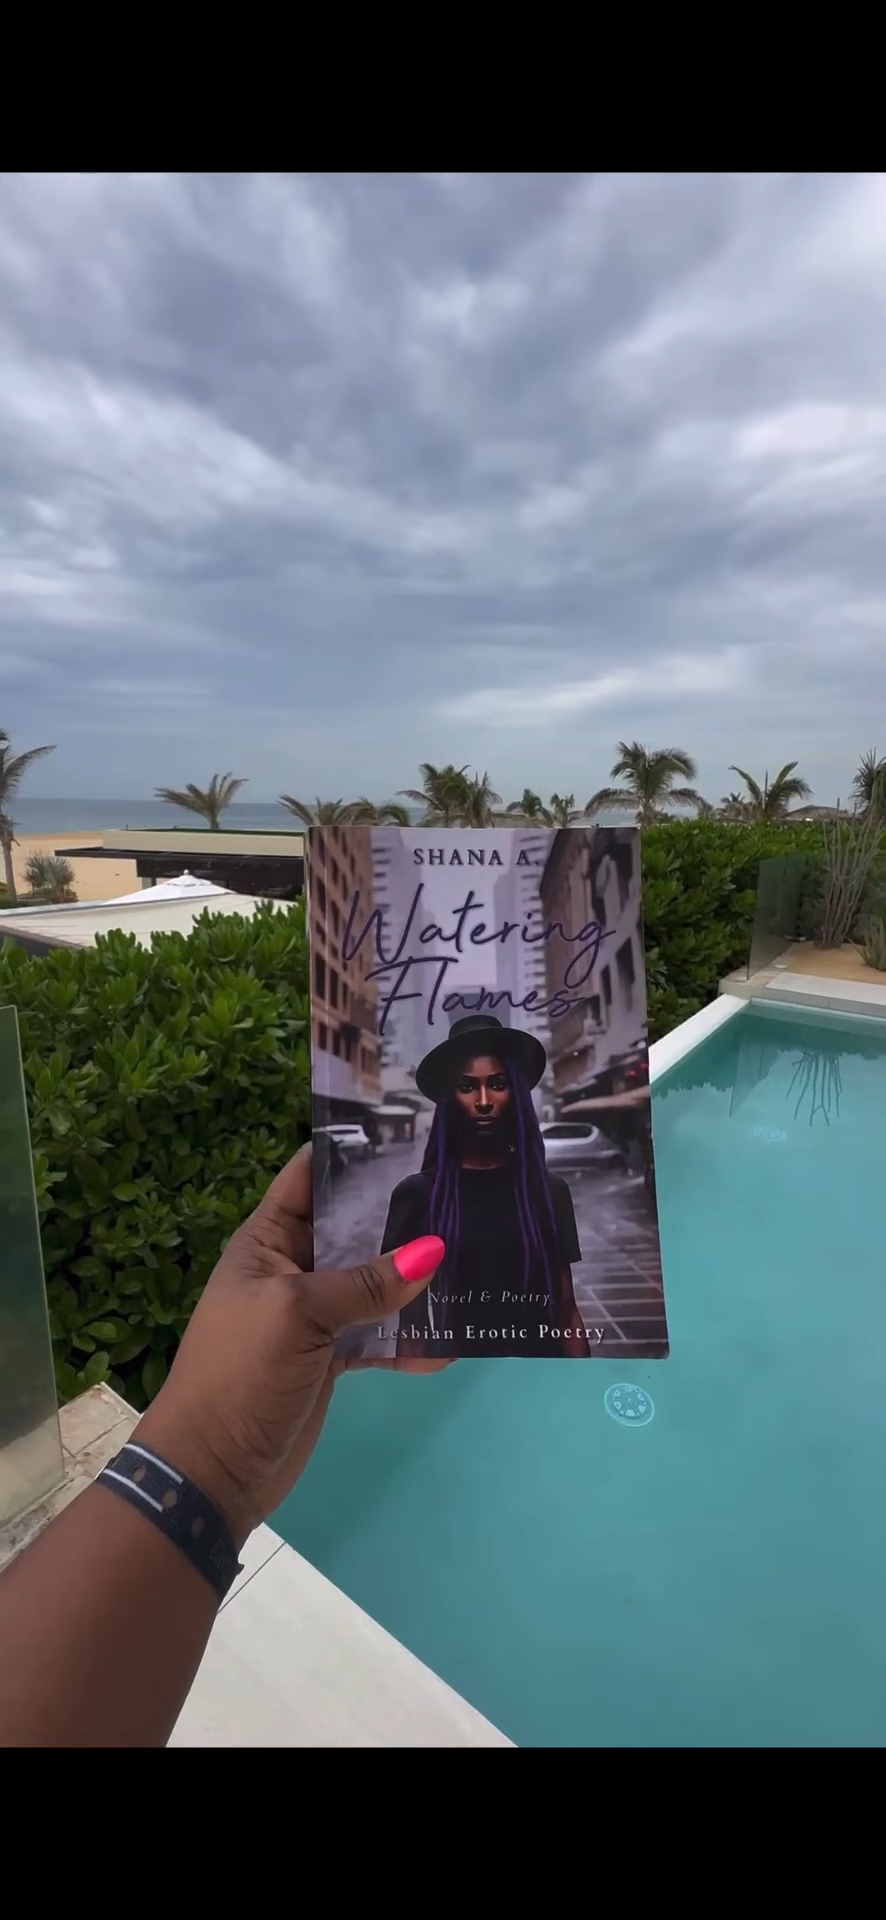 SHANA A.
Watering
Flames
Novel & Poetry
Lesbian Erotic Poetry